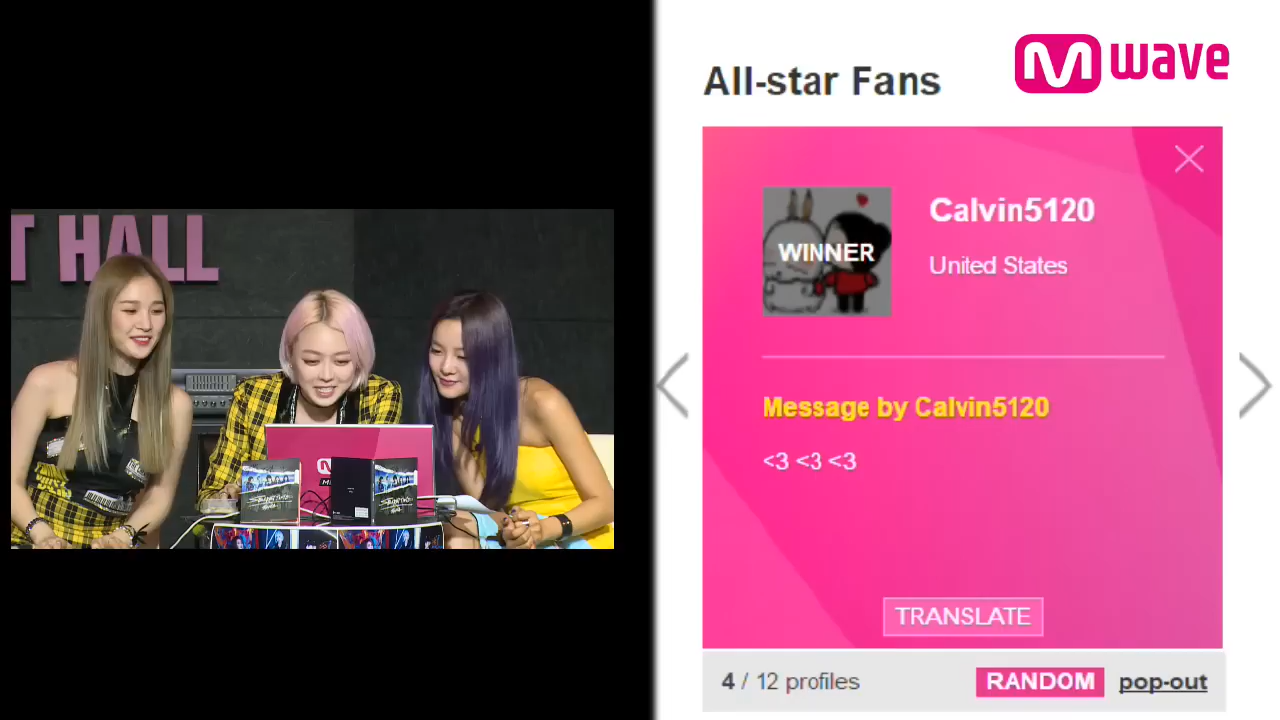 T HALL
M wave
All-star Fans
WINNER
Calvin5120
United States
Message by Calvin5120
<3 <3 <3
TRANSLATE
4 / 12 profiles
RANDOM
pop-out